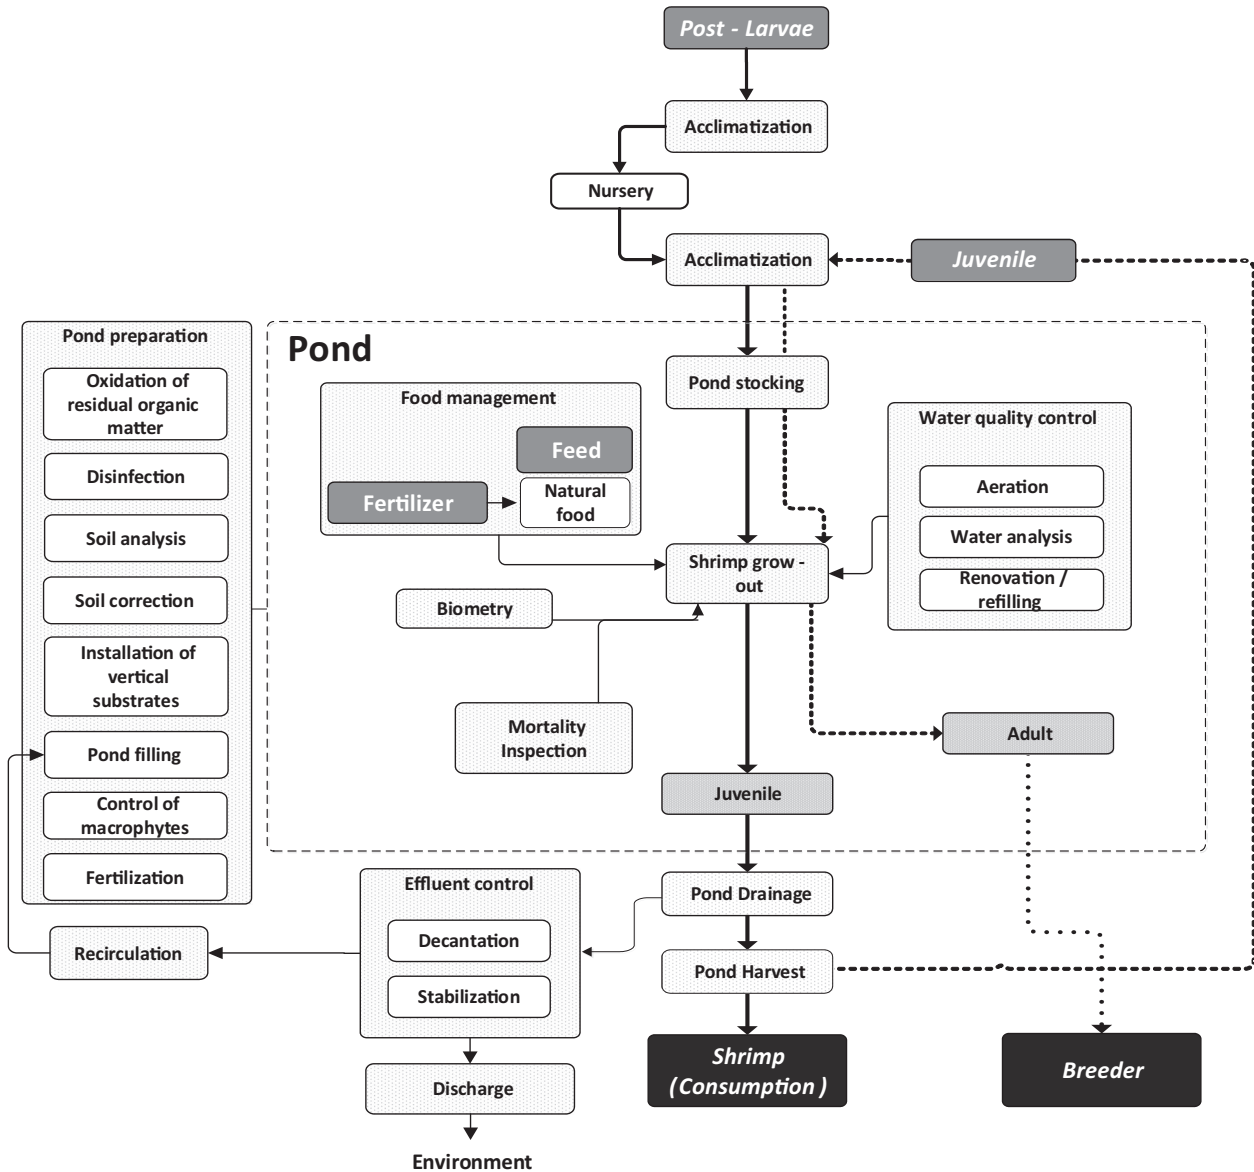 Post - Larvae
Acclimatization
Nursery
Acclimatization
Juvenile
Pond preparation
Oxidation of
residual organic
matter
Disinfection
Soil analysis
Soil correction
Installation of
vertical
substrates
Pond filling
Control of
macrophytes
Fertilization
Recirculation
Pond
Pond stocking
Food management
Feed
Fertilizer
Natural
food
Water quality control
Aeration
Water analysis
Renovation /
refilling
Shrimp grow -
out
Biometry
Mortality
Inspection
Adult
Juvenile
Pond Drainage
Effluent control
Decantation
Stabilization
Pond Harvest
Shrimp
(Consumption )
Breeder
Discharge
Environment